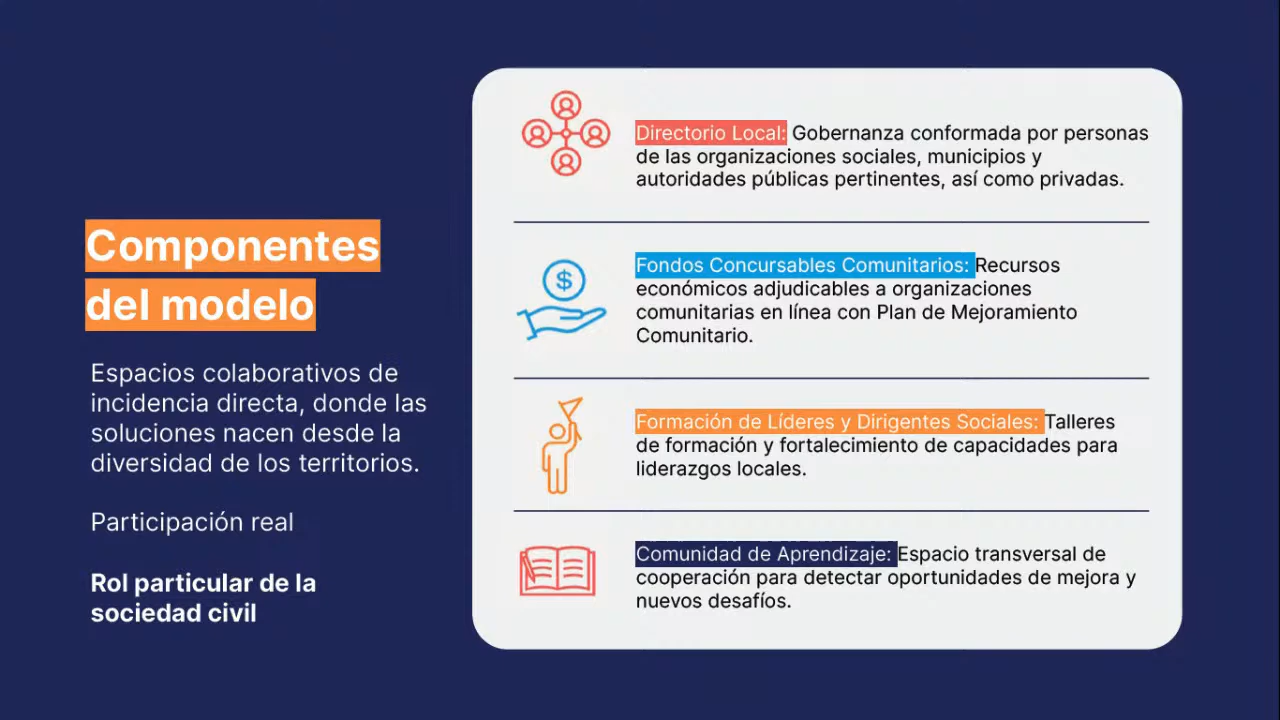 Componentes
del modelo
Espacios colaborativos de
incidencia directa, donde las
soluciones nacen desde la
diversidad de los territorios.
Participación real
Rol particular de la
sociedad civil
Directorio Local: Gobernanza conformada por personas
de las organizaciones sociales, municipios y
autoridades públicas pertinentes, así como privadas.
$
Fondos Concursables Comunitarios: Recursos
económicos adjudicables a organizaciones
comunitarias en línea con Plan de Mejoramiento
Comunitario.
Formación de Líderes y Dirigentes Sociales: Talleres
de formación y fortalecimiento de capacidades para
liderazgos locales.
Comunidad de Aprendizaje: Espacio transversal de
cooperación para detectar oportunidades de mejora y
nuevos desafíos.